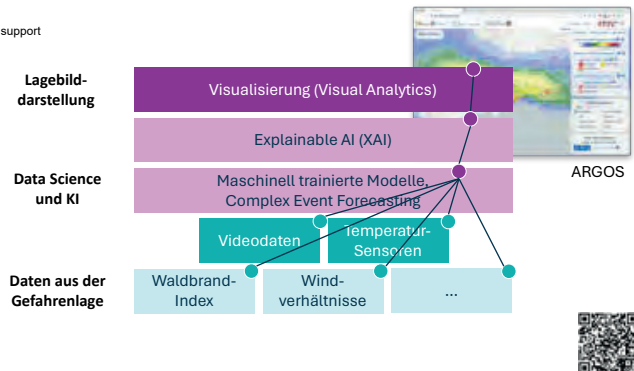 support
Lagebild-
darstellung
Visualisierung (Visual Analytics)
Explainable AI (XAI)
ARGOS
Data Science
und KI
Maschinell trainierte Modelle,
Complex Event Forecasting
Videodaten
Temperatur-
Sensoren
Daten aus der
Gefahrenlage
Waldbrand-
Index
Wind-
verhältnisse
...